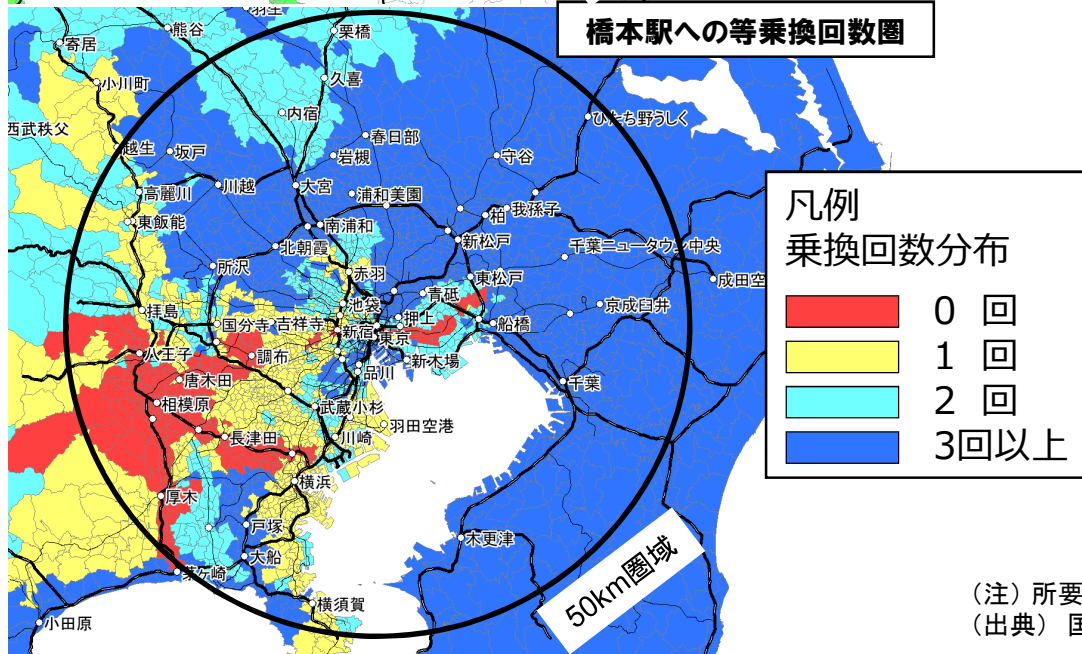 橋本駅への等乗換回数圏
羽生
熊谷
栗橋
寄居
久喜
小川町
内宿
ひたち野うしく
西武秩父
春日部
越生
坂戸
岩槻
守谷
高麗川
川越
大宮
浦和美園
我孫子
柏
東飯能
南浦和
新松戸
北朝霞
千葉ニュータウン中央
所沢
赤羽
東松戸
成田空
青砥
京成臼井
池袋
拝島
押上
国分寺
吉祥寺
新宿
東京
船橋
八王子
調布
新木場
品川
唐木田
千葉
相模原
武蔵小杉
羽田空港
長津田
川崎
横浜
厚木
戸塚
木更津
大船
茅ヶ崎
横須賀
小田原
50km圏域
凡例
乗換回数分布
0 回
1 回
2 回
3回以上
（注）所要
（出典）国